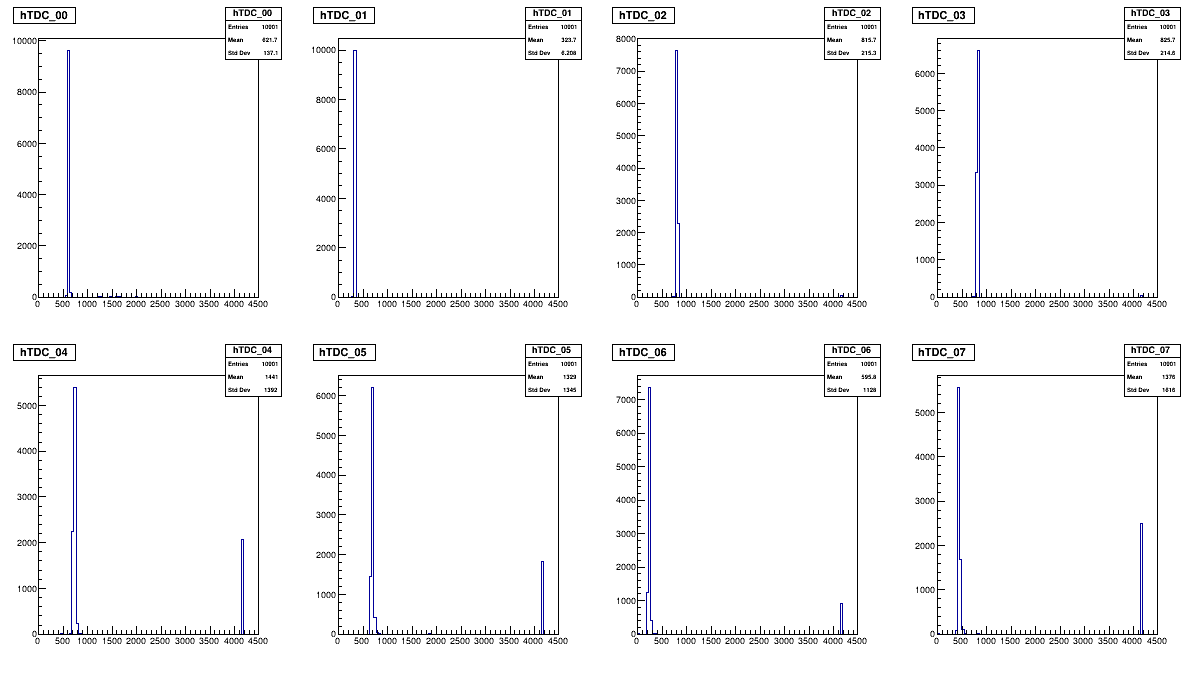 hTDC_00
hTDC_00
Entries 10001
Mean 621.7
Std Dev 137.1
10000
8000
6000
4000
2000
0
0 500 1000 1500 2000 2500 3000 3500 4000 4500
hTDC_01
hTDC_01
Entries 10001
Mean 323.7
Std Dev 6.208
10000
8000
6000
4000
2000
0
0 500 1000 1500 2000 2500 3000 3500 4000 4500
hTDC_02
hTDC_02
Entries 10001
Mean 815.7
Std Dev 215.3
8000
7000
6000
5000
4000
3000
2000
1000
0
0 500 1000 1500 2000 2500 3000 3500 4000 4500
hTDC_03
hTDC_03
Entries 10001
Mean 825.7
Std Dev 214.6
6000
5000
4000
3000
2000
1000
0
0 500 1000 1500 2000 2500 3000 3500 4000 4500
hTDC_04
hTDC_04
Entries 10001
Mean 1441
Std Dev 1392
5000
4000
3000
2000
1000
0
0 500 1000 1500 2000 2500 3000 3500 4000 4500
hTDC_05
hTDC_05
Entries 10001
Mean 1329
Std Dev 1345
6000
5000
4000
3000
2000
1000
0
0 500 1000 1500 2000 2500 3000 3500 4000 4500
hTDC_06
hTDC_06
Entries 10001
Mean 595.8
Std Dev 1128
7000
6000
5000
4000
3000
2000
1000
0
0 500 1000 1500 2000 2500 3000 3500 4000 4500
hTDC_07
hTDC_07
Entries 10001
Mean 1376
Std Dev 1616
5000
4000
3000
2000
1000
0
0 500 1000 1500 2000 2500 3000 3500 4000 4500